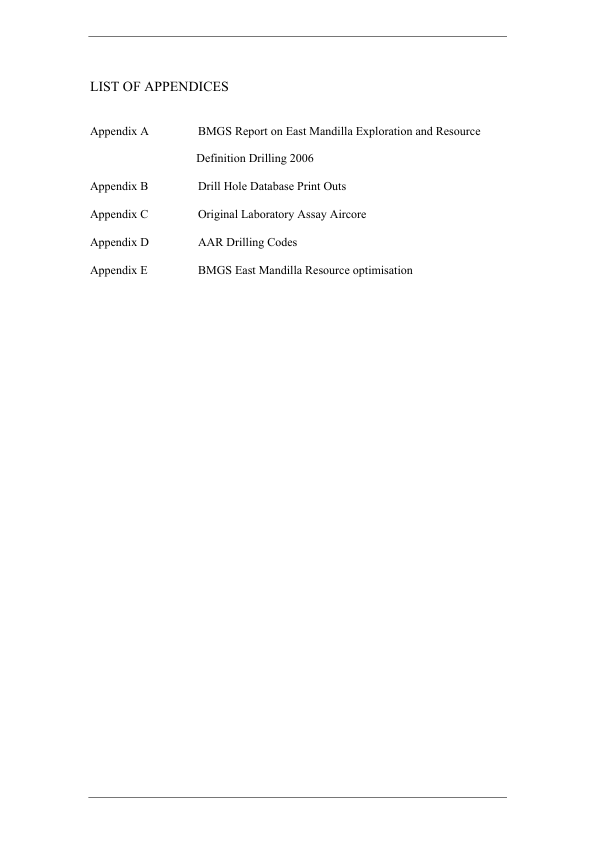 LIST OF APPENDICES
Appendix A BMGS Report on East Mandilla Exploration and Resource
Definition Drilling 2006
Appendix B Drill Hole Database Print Outs
Appendix C Original Laboratory Assay Aircore
Appendix D AAR Drilling Codes
Appendix E BMGS East Mandilla Resource optimisation